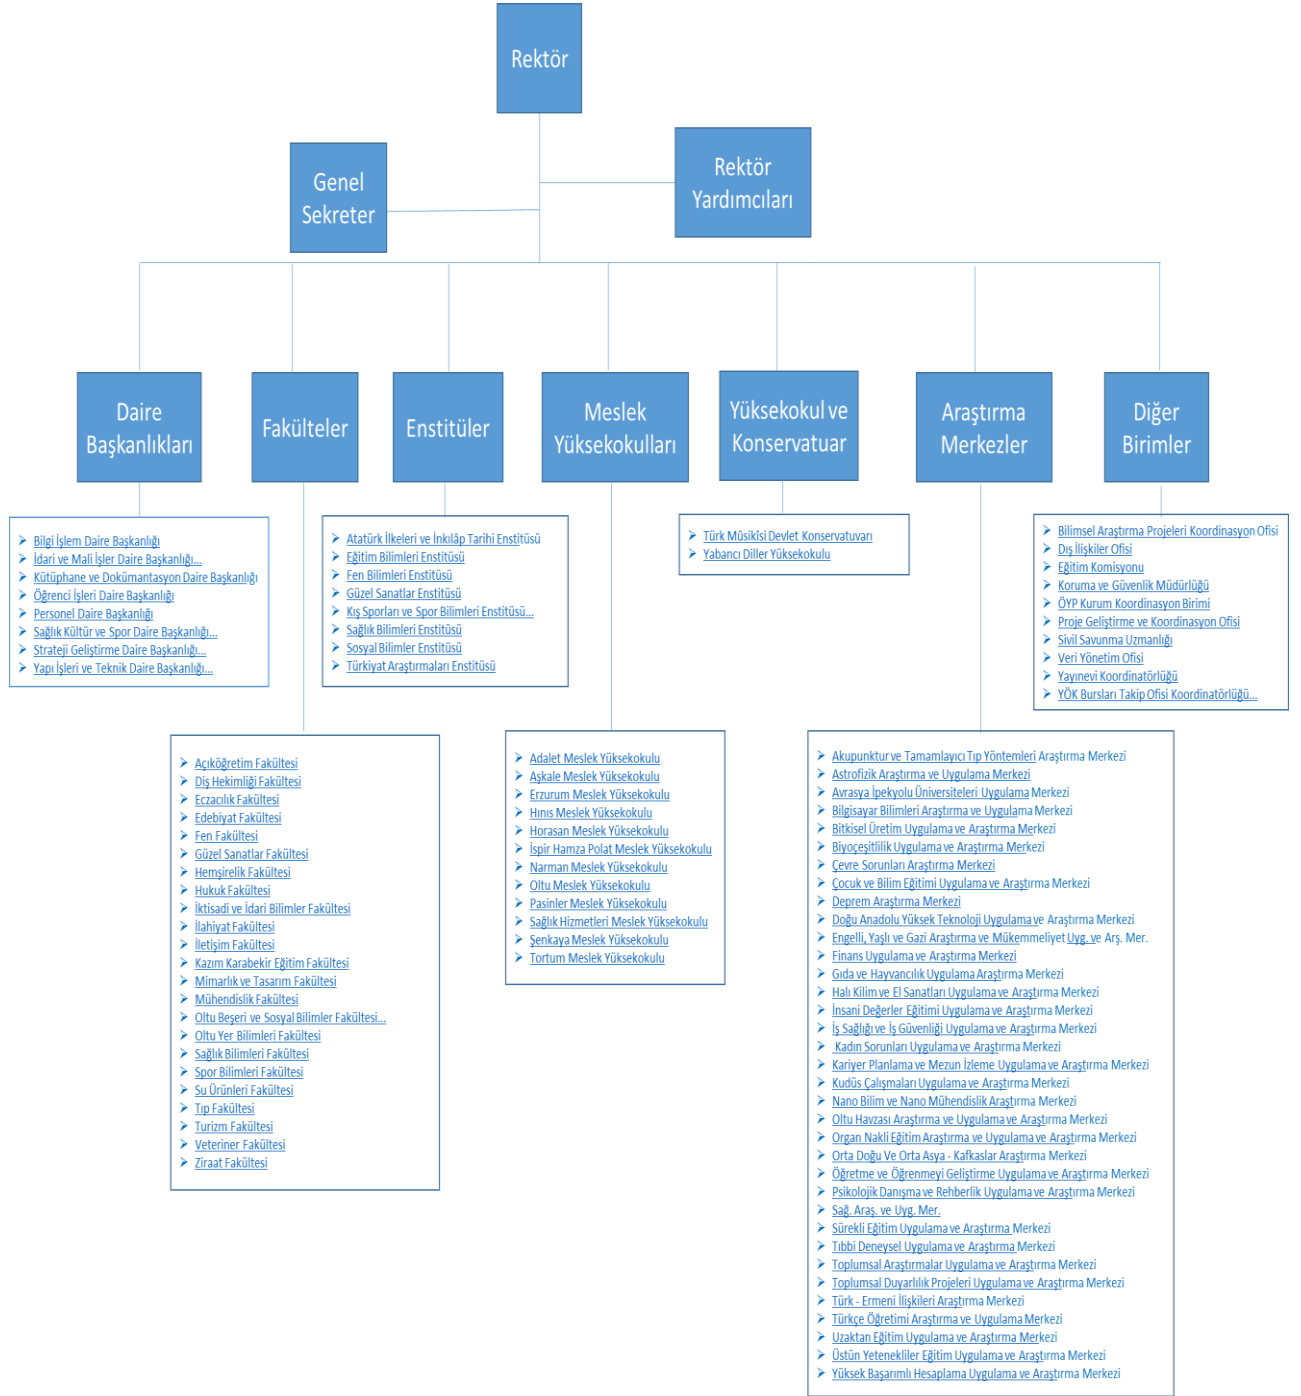 Rektör
Rektör
Yardımcıları
Genel
Sekreter
Daire
Başkanlıkları
Fakülteler
Enstitüler
Meslek
Yüksekokulları
Yüksekokul ve
Konservatuar
Araştırma
Merkezler
Diğer
Birimler
Bilgi İşlem Daire Başkanlığı
İdari ve Mali İşler Daire Başkanlığı...
Kütüphane ve Dokümantasyon Daire Başkanlığı
Öğrenci İşleri Daire Başkanlığı
Personel Daire Başkanlığı
Sağlık Kültür ve Spor Daire Başkanlığı...
Strateji Geliştirme Daire Başkanlığı...
Yapı İşleri ve Teknik Daire Başkanlığı...
Atatürk İlkeleri ve İnkılâp Tarihi Enstitüsü
Eğitim Bilimleri Enstitüsü
Fen Bilimleri Enstitüsü
Güzel Sanatlar Enstitüsü
Kış Sporları ve Spor Bilimleri Enstitüsü...
Sağlık Bilimleri Enstitüsü
Sosyal Bilimler Enstitüsü
Türkiyat Araştırmaları Enstitüsü
Türk Mûsikîsi Devlet Konservatuvarı
Yabancı Diller Yüksekokulu
Bilimsel Araştırma Projeleri Koordinasyon Ofisi
Dış İlişkiler Ofisi
Eğitim Komisyonu
Koruma ve Güvenlik Müdürlüğü
ÖYP Kurum Koordinasyon Birimi
Proje Geliştirme ve Koordinasyon Ofisi
Sivil Savunma Uzmanlığı
Veri Yönetim Ofisi
Yayınevi Koordinatörlüğü
YÖK Bursları Takip Ofisi Koordinatörlüğü...
Açıköğretim Fakültesi
Diş Hekimliği Fakültesi
Eczacılık Fakültesi
Edebiyat Fakültesi
Fen Fakültesi
Güzel Sanatlar Fakültesi
Hemşirelik Fakültesi
Hukuk Fakültesi
İktisadi ve İdari Bilimler Fakültesi
İlahiyat Fakültesi
İletişim Fakültesi
Kazım Karabekir Eğitim Fakültesi
Mimarlık ve Tasarım Fakültesi
Mühendislik Fakültesi
Oltu Beşeri ve Sosyal Bilimler Fakültesi...
Oltu Yer Bilimleri Fakültesi
Sağlık Bilimleri Fakültesi
Spor Bilimleri Fakültesi
Su Ürünleri Fakültesi
Tıp Fakültesi
Turizm Fakültesi
Veteriner Fakültesi
Ziraat Fakültesi
Adalet Meslek Yüksekokulu
Aşkale Meslek Yüksekokulu
Erzurum Meslek Yüksekokulu
Hınıs Meslek Yüksekokulu
Horasan Meslek Yüksekokulu
İspir Hamza Polat Meslek Yüksekokulu
Narman Meslek Yüksekokulu
Oltu Meslek Yüksekokulu
Pasinler Meslek Yüksekokulu
Sağlık Hizmetleri Meslek Yüksekokulu
Şenkaya Meslek Yüksekokulu
Tortum Meslek Yüksekokulu
Akupunktur ve Tamamlayıcı Tıp Yöntemleri Araştırma Merkezi
Astrofizik Araştırma ve Uygulama Merkezi
Avrasya İpekyolu Üniversiteleri Uygulama Merkezi
Bilgisayar Bilimleri Araştırma ve Uygulama Merkezi
Bitkisel Üretim Uygulama ve Araştırma Merkezi
Biyoçeşitlilik Uygulama ve Araştırma Merkezi
Çevre Sorunları Araştırma Merkezi
Çocuk ve Bilim Eğitimi Uygulama ve Araştırma Merkezi
Deprem Araştırma Merkezi
Doğu Anadolu Yüksek Teknoloji Uygulama ve Araştırma Merkezi
Engelli, Yaşlı ve Gazi Araştırma ve Mükemmeliyet Uyg. ve Arş. Mer.
Finans Uygulama ve Araştırma Merkezi
Gıda ve Hayvancılık Uygulama Araştırma Merkezi
Halı Kilim ve El Sanatları Uygulama ve Araştırma Merkezi
İnsani Değerler Eğitimi Uygulama ve Araştırma Merkezi
İş Sağlığı ve İş Güvenliği Uygulama ve Araştırma Merkezi
Kadın Sorunları Uygulama ve Araştırma Merkezi
Kariyer Planlama ve Mezun İzleme Uygulama ve Araştırma Merkezi
Kudüs Çalışmaları Uygulama ve Araştırma Merkezi
Nano Bilim ve Nano Mühendislik Araştırma Merkezi
Oltu Havzası Araştırma ve Uygulama ve Araştırma Merkezi
Organ Nakli Eğitim Araştırma ve Uygulama ve Araştırma Merkezi
Orta Doğu Ve Orta Asya - Kafkaslar Araştırma Merkezi
Öğretme ve Öğrenmeyi Geliştirme Uygulama ve Araştırma Merkezi
Psikolojik Danışma ve Rehberlik Uygulama ve Araştırma Merkezi
Sağ. Araş. ve Uyg. Mer.
Sürekli Eğitim Uygulama ve Araştırma Merkezi
Tıbbi Deneysel Uygulama ve Araştırma Merkezi
Toplumsal Araştırmalar Uygulama ve Araştırma Merkezi
Toplumsal Duyarlılık Projeleri Uygulama ve Araştırma Merkezi
Türk - Ermeni İlişkileri Araştırma Merkezi
Türkçe Öğretimi Araştırma ve Uygulama Merkezi
Uzaktan Eğitim Uygulama ve Araştırma Merkezi
Üstün Yetenekliler Eğitim Uygulama ve Araştırma Merkezi
Yüksek Başarımlı Hesaplama Uygulama ve Araştırma Merkezi